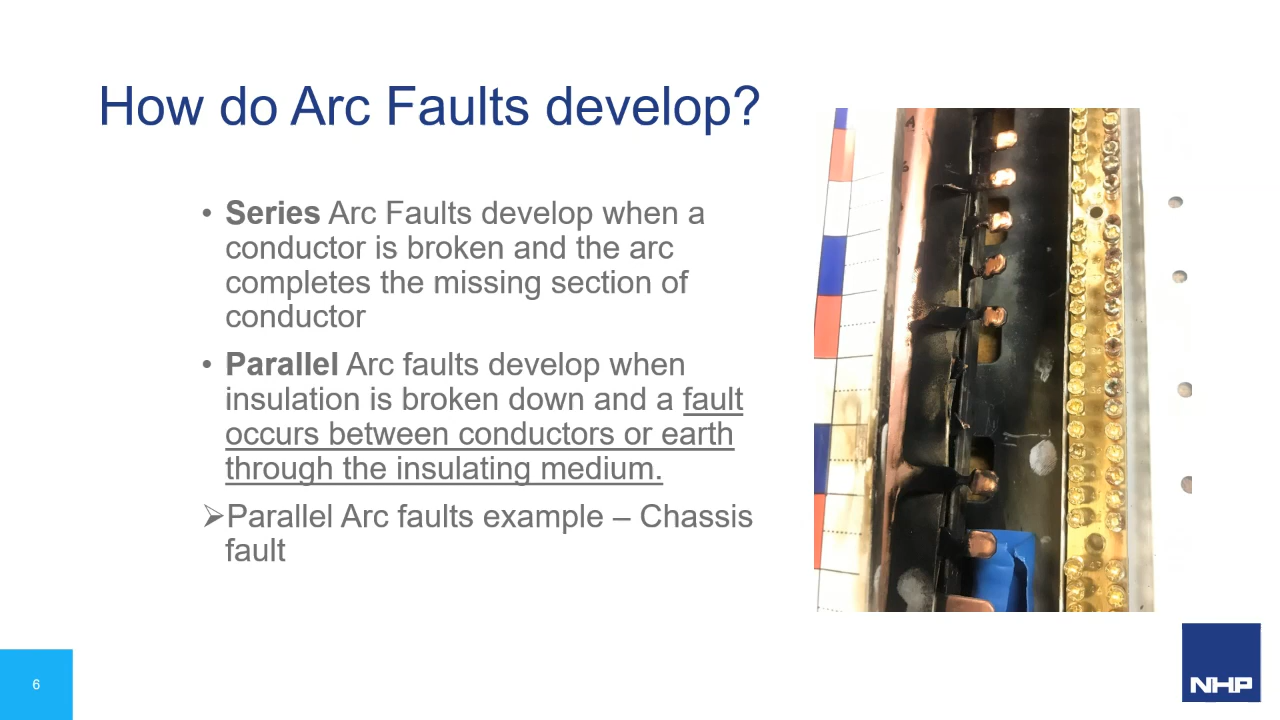 How do Arc Faults develop?
• Series Arc Faults develop when a
conductor is broken and the arc
completes the missing section of
conductor
• Parallel Arc faults develop when
insulation is broken down and a fault
occurs between conductors or earth
through the insulating medium.
➢Parallel Arc faults example – Chassis
fault
6
NHP